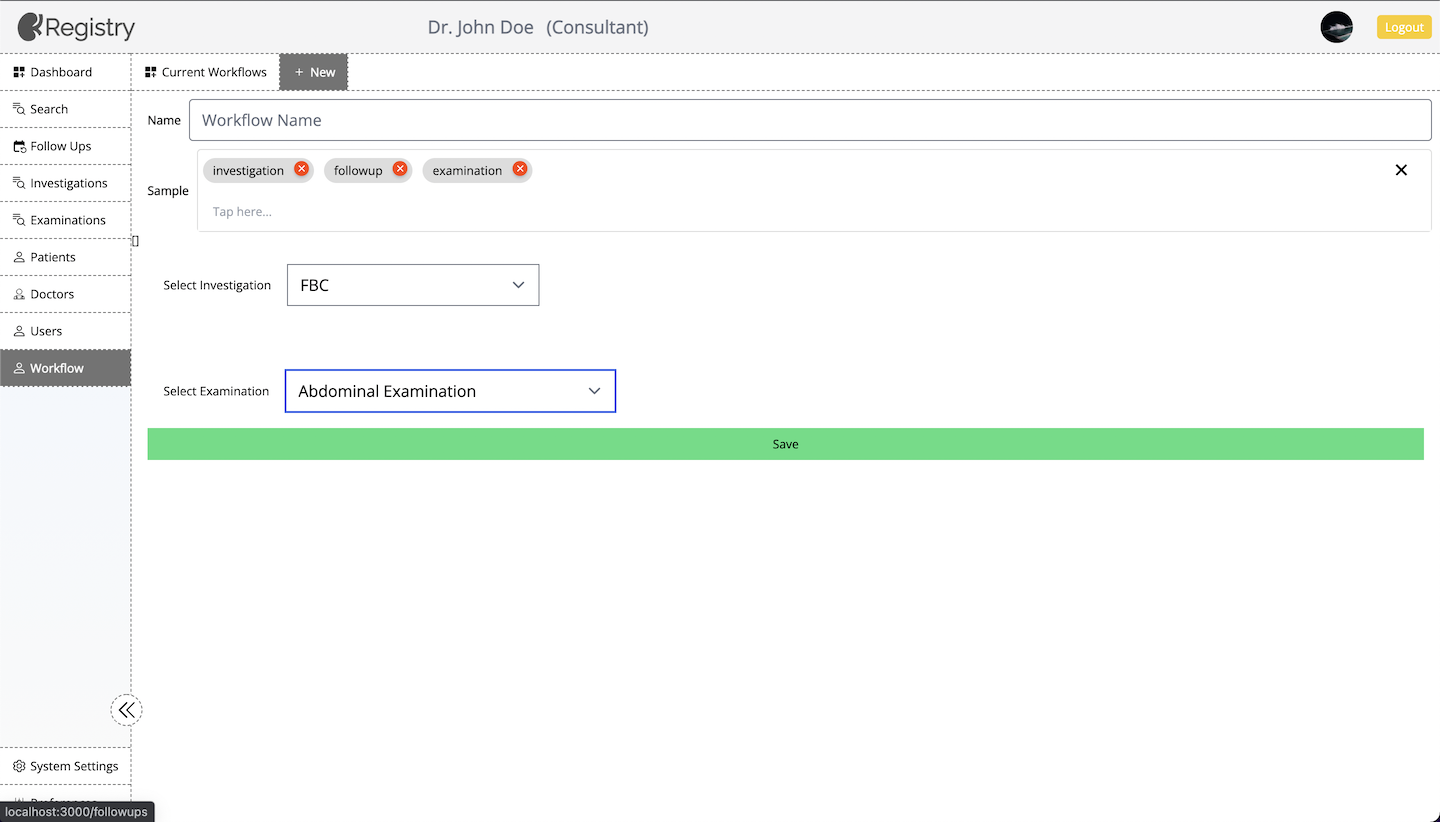 Registry
Dr. John Doe (Consultant)
Logout
Dashboard
Current Workflows
+ New
Search
Follow Ups
Investigations
Examinations
Patients
Doctors
Users
Workflow
Name
Workflow Name
Sample
investigation
followup
examination
Tap here...
Select Investigation
FBC
Select Examination
Abdominal Examination
Save
System Settings
localhost:3000/followups